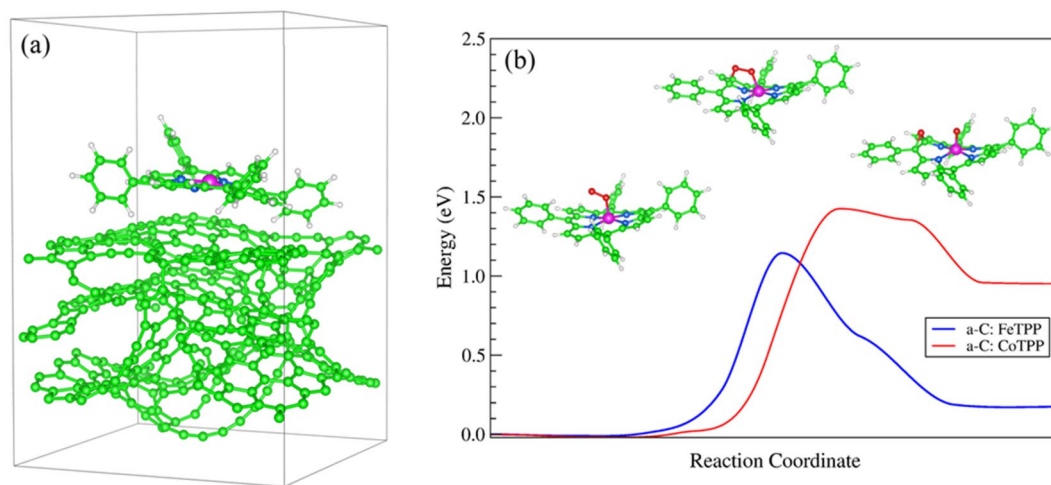 (a)
(b)
2.5
2.0
1.5
1.0
0.5
0.0
Energy (eV)
a-C: FeTPP
a-C: CoTPP
Reaction Coordinate